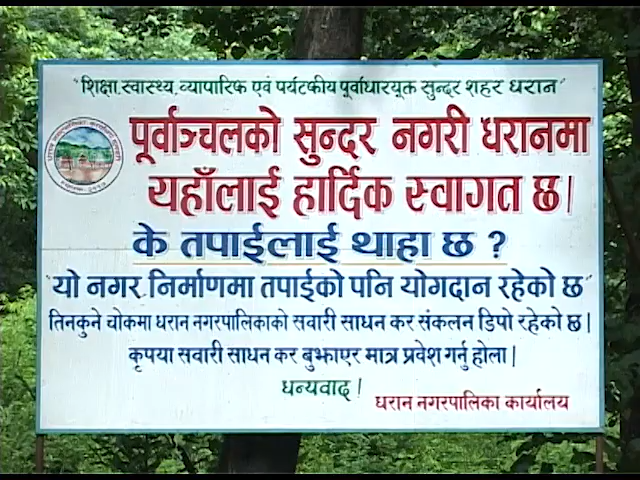 "शिक्षा, स्वास्थ्य, व्यापारिक एवं पर्यटकीय पूर्वाधारयुक्त सुन्दर शहर धरान"
पूर्वाञ्चलको सुन्दर नगरी धरानमा
यहाँलाई हार्दिक स्वागत छ।
के तपाईलाई थाहा छ ?
"यो नगर निर्माणमा तपाईको पनि योगदान रहेको छ"
तिनकुने चोकमा धरान नगरपालिकाको सवारी साधन कर संकलन डिपो रहेको छ।
कृपया सवारी साधन कर बुझाएर मात्र प्रवेश गर्नु होला।
धन्यवाद!
धरान नगरपालिका कार्यालय